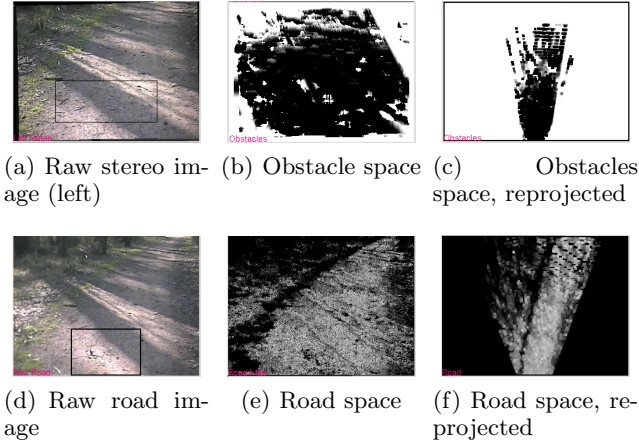 Obstacles
Obstacles
(a) Raw stereo im-
age (left)
(b) Obstacle space
(c) Obstacles
space, reprojected
Road
(d) Raw road im-
age
(e) Road space
(f) Road space, re-
projected